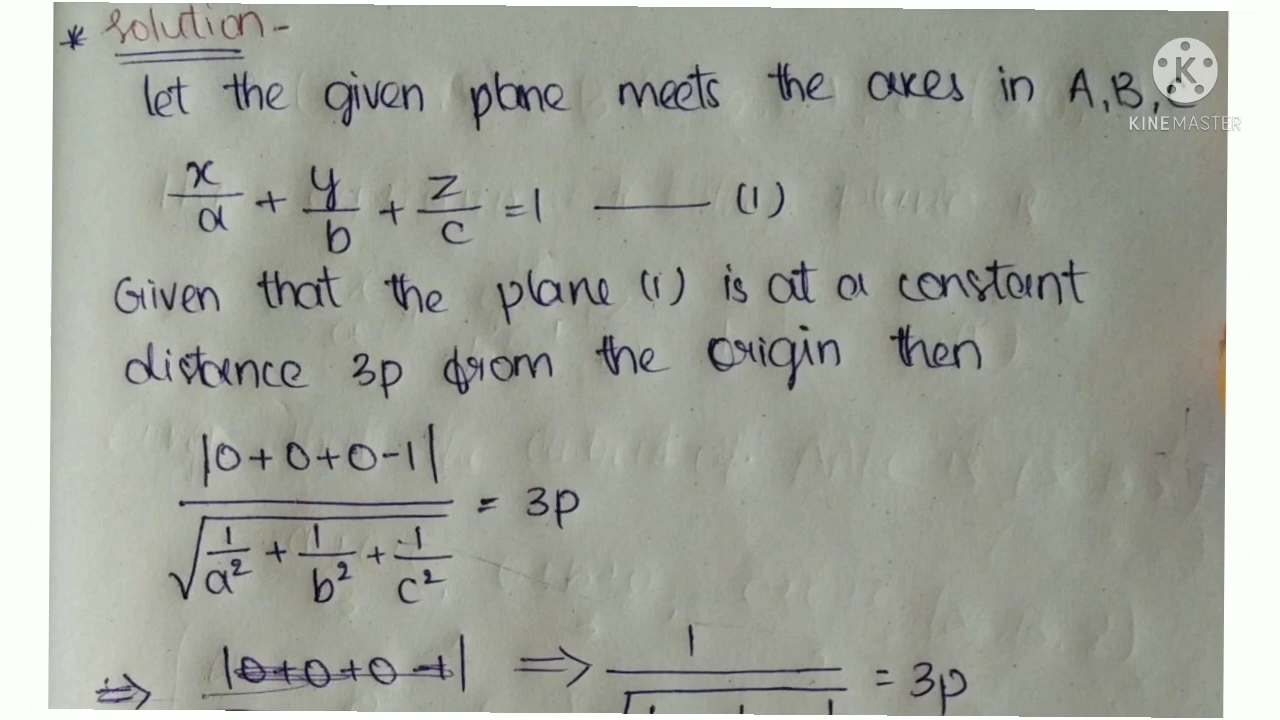 * Solution -
let the given plane meets the axes in A, B, C
KINEMASTER
x/a + y/b + z/c = 1 —— (1)
Given that the plane (1) is at a constant
distance 3p from the origin then
|0+0+0-1| / √(1/a² + 1/b² + 1/c²) = 3p
⇒ |0+0+0-1| ⇒ 1 / √ = 3p